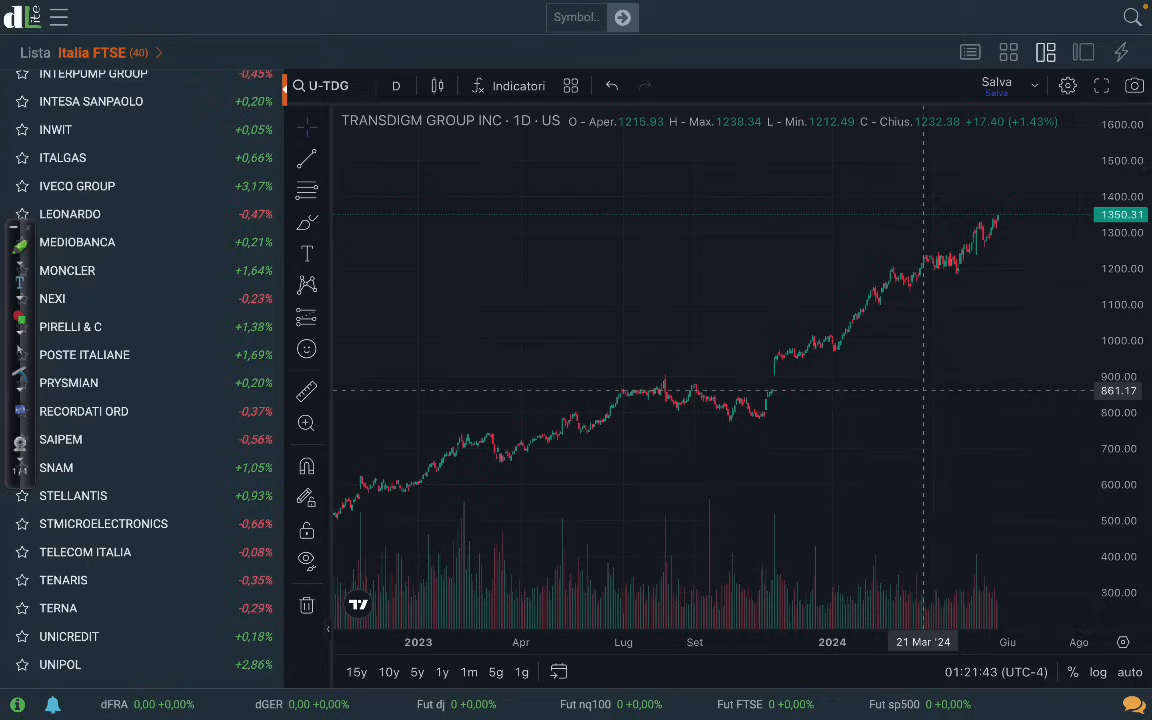 dLite
Symbol..
Lista Italia FTSE (40)
INTERPUMP GROUP -0,45%
INTESA SANPAOLO +0,20%
INWIT +0,05%
ITALGAS +0,66%
IVECO GROUP +3,17%
LEONARDO -0,47%
MEDIOBANCA +0,21%
MONCLER +1,64%
NEXI -0,23%
PIRELLI & C +1,38%
POSTE ITALIANE +1,69%
PRYSMIAN +0,20%
RECORDATI ORD -0,37%
SAIPEM -0,56%
SNAM +1,05%
STELLANTIS +0,93%
STMICROELECTRONICS -0,66%
TELECOM ITALIA -0,08%
TENARIS -0,35%
TERNA -0,29%
UNICREDIT +0,18%
UNIPOL +2,86%
1/1
U-TDG D Indicatori Salva
Salva
TRANSDIGM GROUP INC · 1D · US O - Aper.1215.93 H - Max.1238.34 L - Min.1212.49 C - Chius.1232.38 +17.40 (+1.43%)
1600.00
1500.00
1400.00
1350.31
1300.00
1200.00
1100.00
1000.00
900.00
861.17
800.00
700.00
600.00
500.00
400.00
300.00
2023 Apr Lug Set 2024 21 Mar '24 Giu Ago
15y 10y 5y 1y 1m 5g 1g 01:21:43 (UTC-4) % log auto
dFRA 0,00 +0,00% dGER 0,00 +0,00% Fut dj 0 +0,00% Fut nq100 0 +0,00% Fut FTSE 0 +0,00% Fut sp500 0 +0,00%